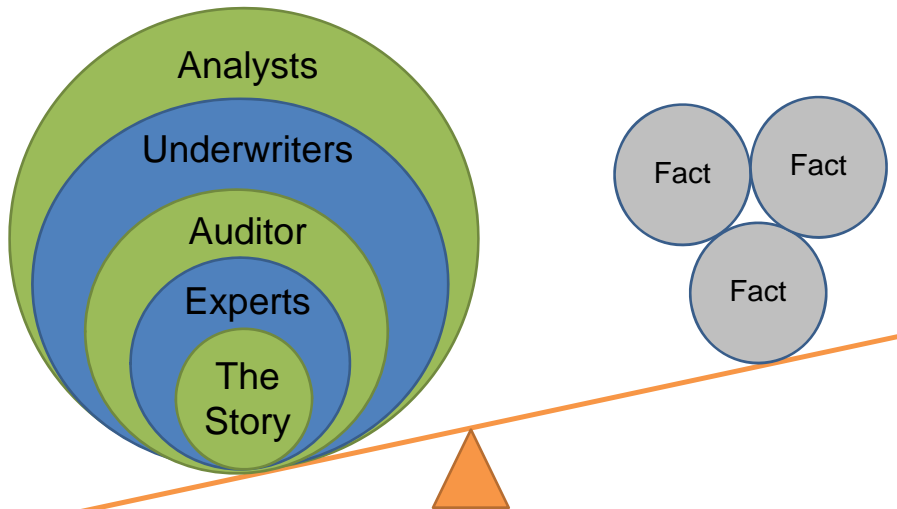 Analysts
Underwriters
Auditor
Experts
The
Story
Fact
Fact
Fact